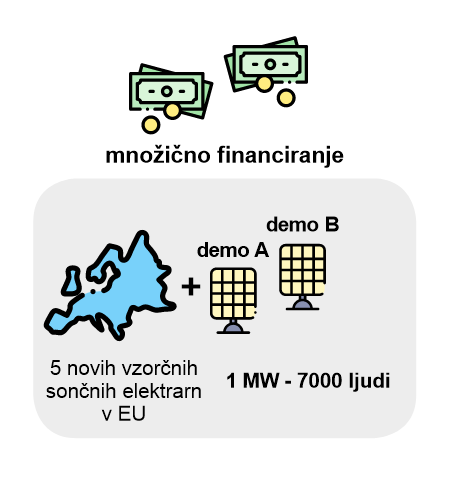 množično financiranje
demo B
demo A
+
5 novih vzorčnih
sončnih elektrarn
v EU
1 MW - 7000 ljudi